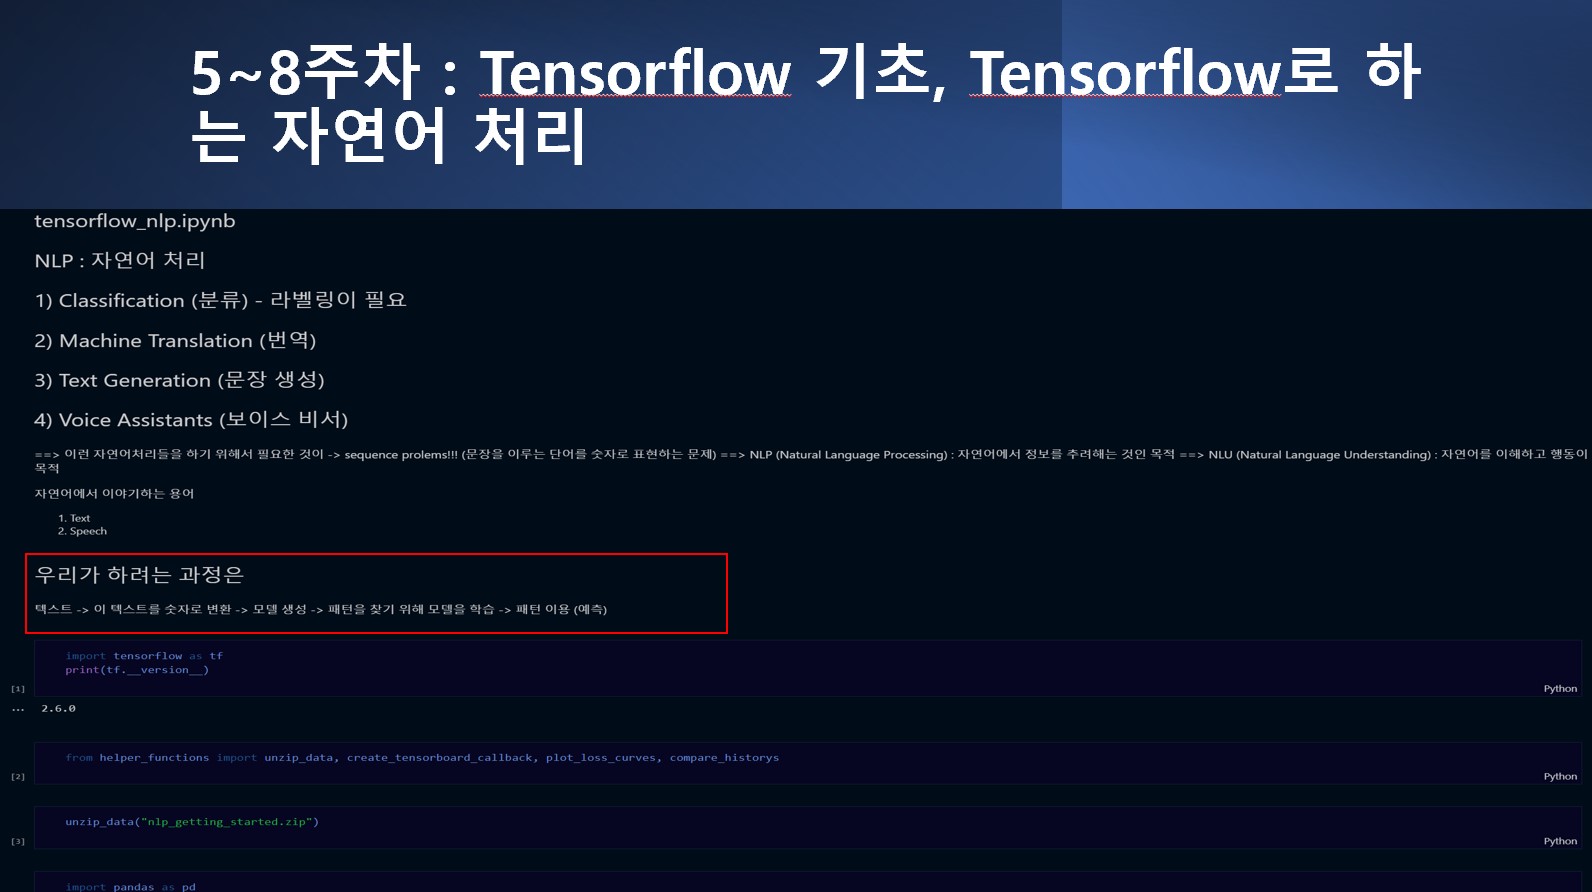 5~8주차 : Tensorflow 기초, Tensorflow로 하
는 자연어 처리
tensorflow_nlp.ipynb
NLP : 자연어 처리
1) Classification (분류) - 라벨링이 필요
2) Machine Translation (번역)
3) Text Generation (문장 생성)
4) Voice Assistants (보이스 비서)
==> 이런 자연어처리들을 하기 위해서 필요한 것이 -> sequence prolems!!! (문장을 이루는 단어를 숫자로 표현하는 문제) ==> NLP (Natural Language Processing) : 자연어에서 정보를 추려해는 것인 목적 ==> NLU (Natural Language Understanding) : 자연어를 이해하고 행동이
목적
자연어에서 이야기하는 용어
1. Text
2. Speech
우리가 하려는 과정은
텍스트 -> 이 텍스트를 숫자로 변환 -> 모델 생성 -> 패턴을 찾기 위해 모델을 학습 -> 패턴 이용 (예측)
import tensorflow as tf
print(tf.__version__)
[1]
Python
... 2.6.0
from helper_functions import unzip_data, create_tensorboard_callback, plot_loss_curves, compare_historys
[2]
Python
unzip_data("nlp_getting_started.zip")
[3]
Python
import pandas as pd